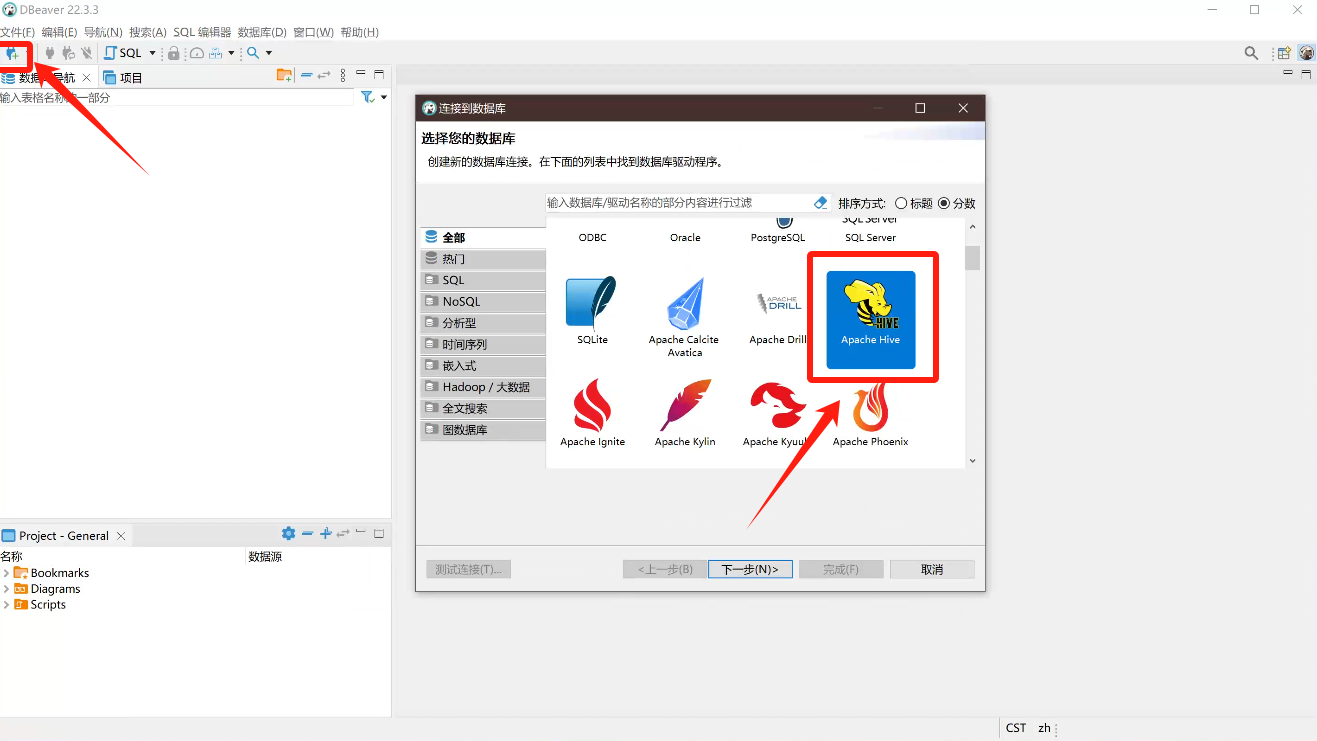 DBeaver 22.3.3
文件(F) 编辑(E) 导航(N) 搜索(A) SQL 编辑器 数据库(D) 窗口(W) 帮助(H)
SQL
数据 导航 项目
输入表格名称的一部分
连接到数据库
选择您的数据库
创建新的数据库连接。在下面的列表中找到数据库驱动程序。
输入数据库/驱动名称的部分内容进行过滤 排序方式: 标题 分数
全部
热门
SQL
NoSQL
分析型
时间序列
嵌入式
Hadoop / 大数据
全文搜索
图数据库
SQL Server
ODBC Oracle PostgreSQL SQL Server
APACHE DRILL
HIVE
SQLite Apache Calcite Avatica Apache Drill Apache Hive
Apache Ignite Apache Kylin Apache Kyuubi Apache Phoenix
测试连接(T)... <上一步(B) 下一步(N)> 完成(F) 取消
Project - General
名称 数据源
Bookmarks
Diagrams
Scripts
CST zh